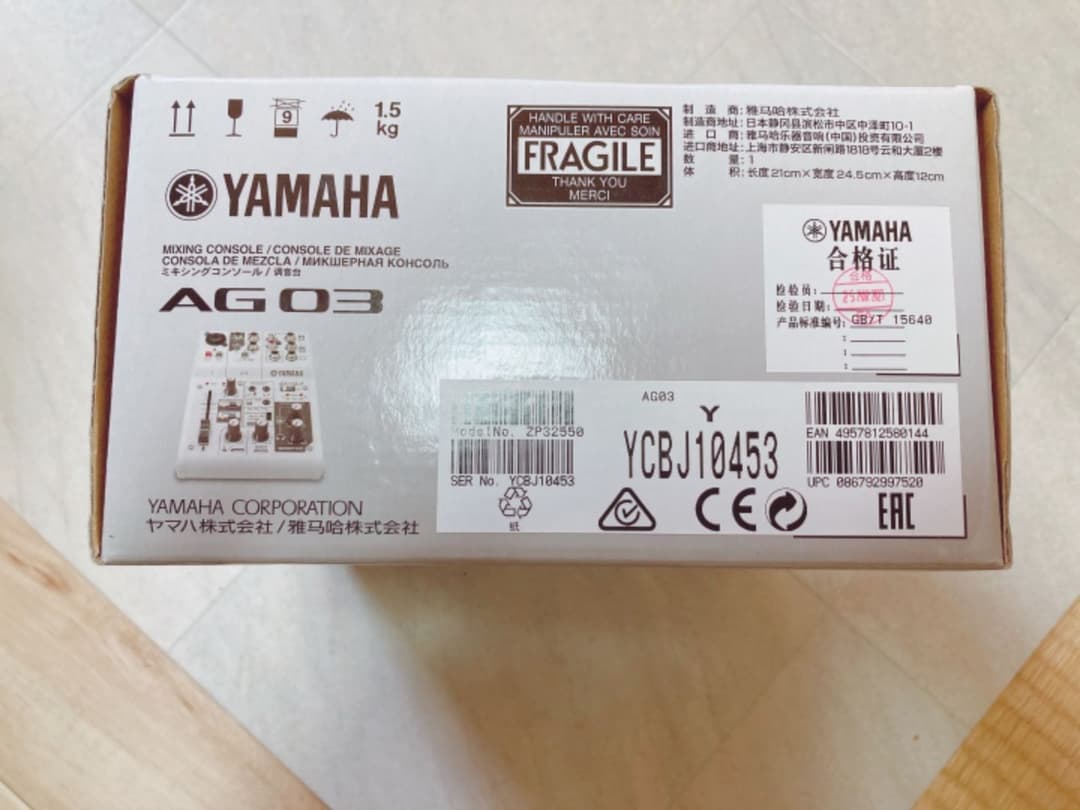 9
1.5
kg
YAMAHA
MIXING CONSOLE / CONSOLE DE MIXAGE
CONSOLA DE MEZCLA / МИКШЕРНАЯ КОНСОЛЬ
ミキシングコンソール / 调音台
AG 03
YAMAHA
YAMAHA CORPORATION
ヤマハ株式会社 / 雅马哈株式会社
HANDLE WITH CARE
MANIPULER AVEC SOIN
FRAGILE
THANK YOU
MERCI
制造商: 雅马哈株式会社
制造商地址: 日本静冈县滨松市中区中泽町10-1
进口商: 雅马哈乐器音响(中国)投资有限公司
进口商地址: 上海市静安区新闸路1818号云和大厦2楼
数量: 1
体积: 长度21cm×宽度24.5cm×高度12cm
YAMAHA
合格证
合格
检验员:
检验日期:
产品标准编号: GB/T 15640
AG03
Y
YCBJ10453
ModelNo. ZP32550
SER No. YCBJ10453
紙
CE
EAN 4957812580144
UPC 086792997520
EAC